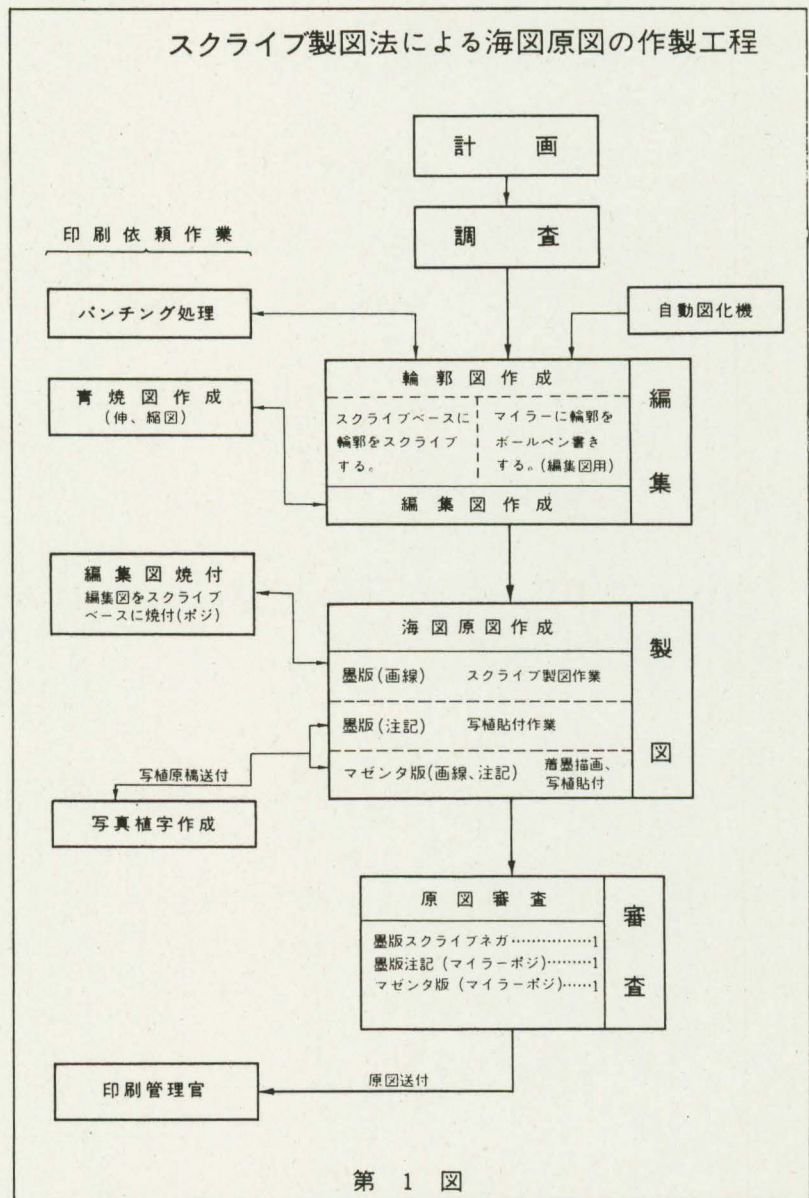 スクライブ製図法による海図原図の作製工程
計画
調査
印刷依頼作業
パンチング処理
自動図化機
輪郭図作成
スクライブベースに
輪郭をスクライブ
する。
マイラーに輪郭を
ボールペン書き
する。(編集図用)
編集図作成
編集
青焼図作成
(伸、縮図)
編集図焼付
編集図をスクライブ
ベースに焼付(ポジ)
海図原図作成
墨版(画線) スクライブ製図作業
墨版(注記) 写植貼付作業
マゼンタ版(画線、注記) 着墨描画、
写植貼付
製図
写植原稿送付
写真植字作成
原図審査
墨版スクライブネガ………………1
墨版注記(マイラーポジ)………1
マゼンタ版(マイラーポジ)……1
審査
原図送付
印刷管理官
第1図